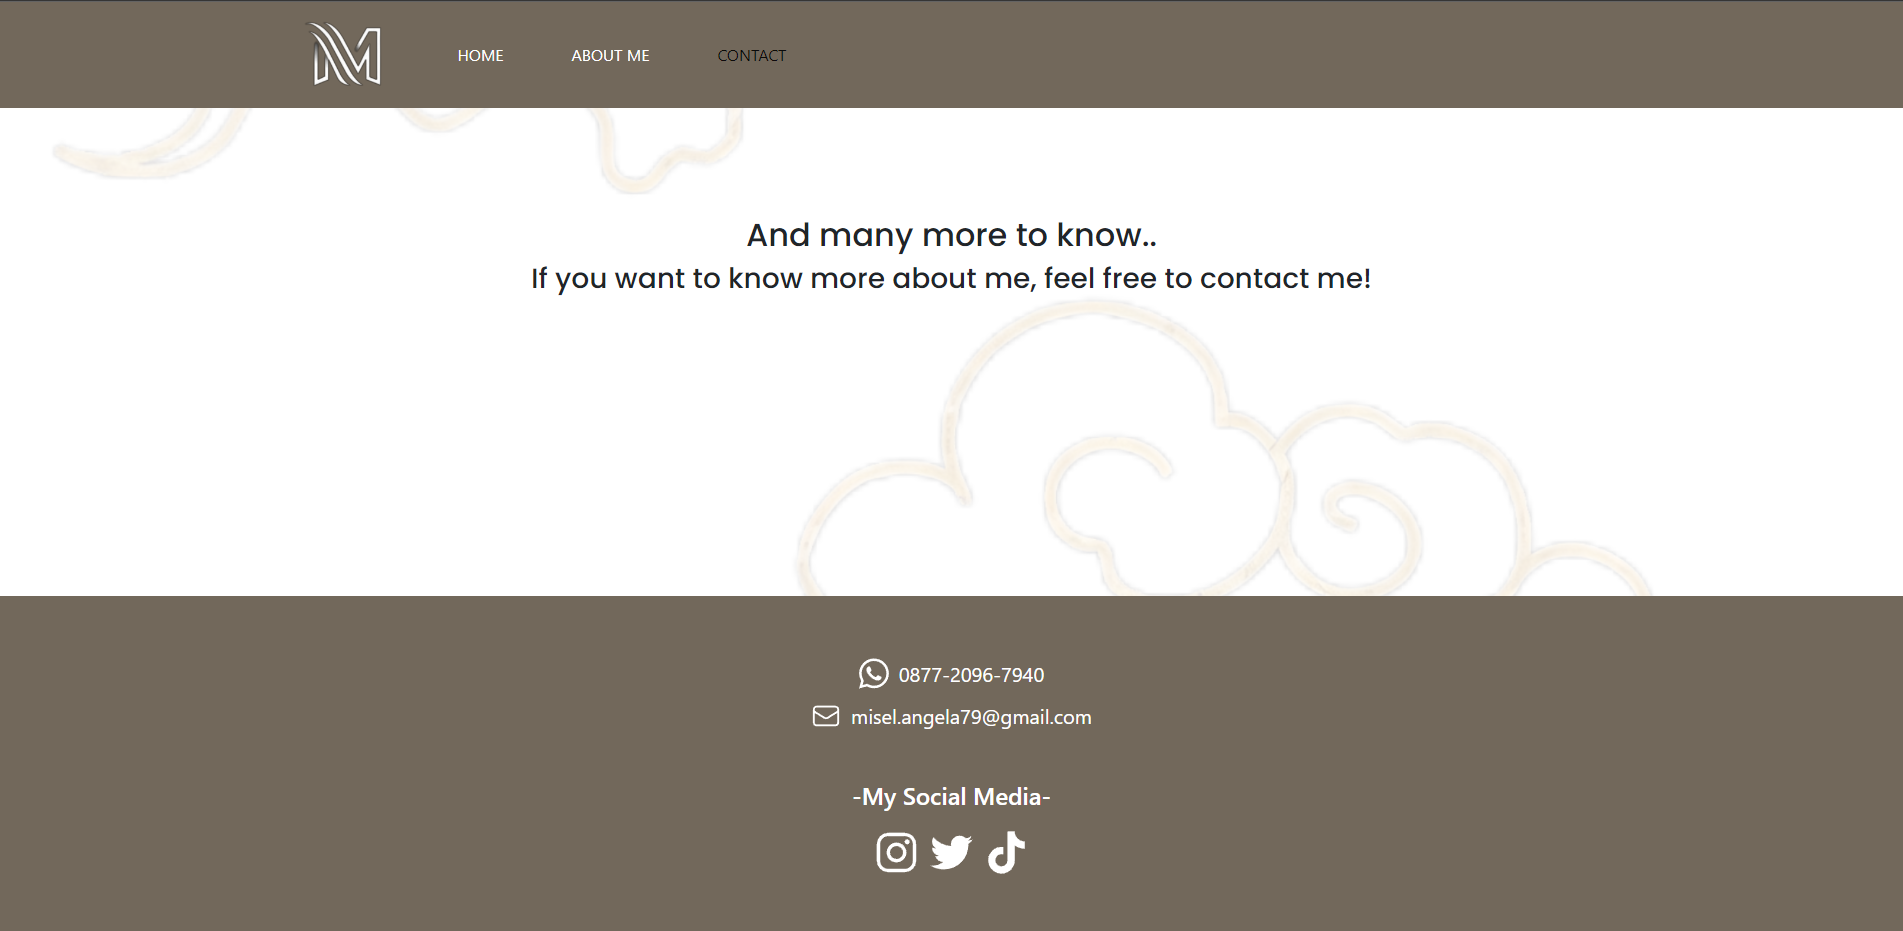 M
HOME
ABOUT ME
CONTACT
And many more to know..
If you want to know more about me, feel free to contact me!
0877-2096-7940
misel.angela79@gmail.com
-My Social Media-